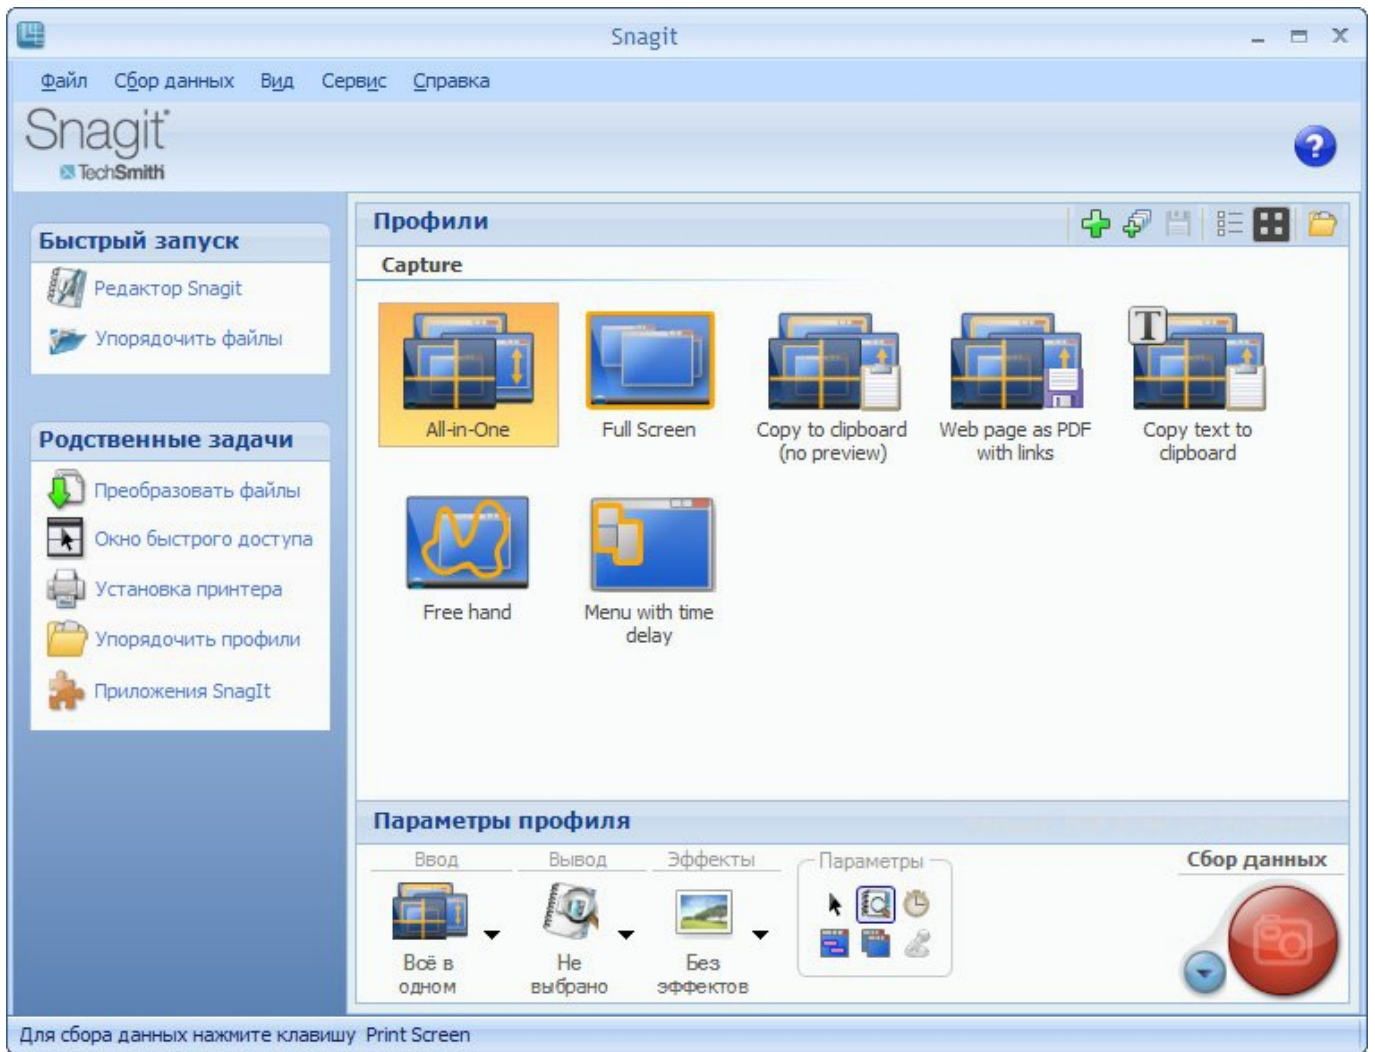 Snagit
Файл Сбор данных Вид Сервис Справка
Snagit
TechSmith
?
Быстрый запуск
Редактор Snagit
Упорядочить файлы
Родственные задачи
Преобразовать файлы
Окно быстрого доступа
Установка принтера
Упорядочить профили
Приложения SnagIt
Профили
Capture
T
All-in-One
Full Screen
Copy to clipboard
(no preview)
Web page as PDF
with links
Copy text to
clipboard
Free hand
Menu with time
delay
Параметры профиля
Ввод
Вывод
Эффекты
Параметры
Сбор данных
Всё в
одном
Не
выбрано
Без
эффектов
Для сбора данных нажмите клавишу Print Screen